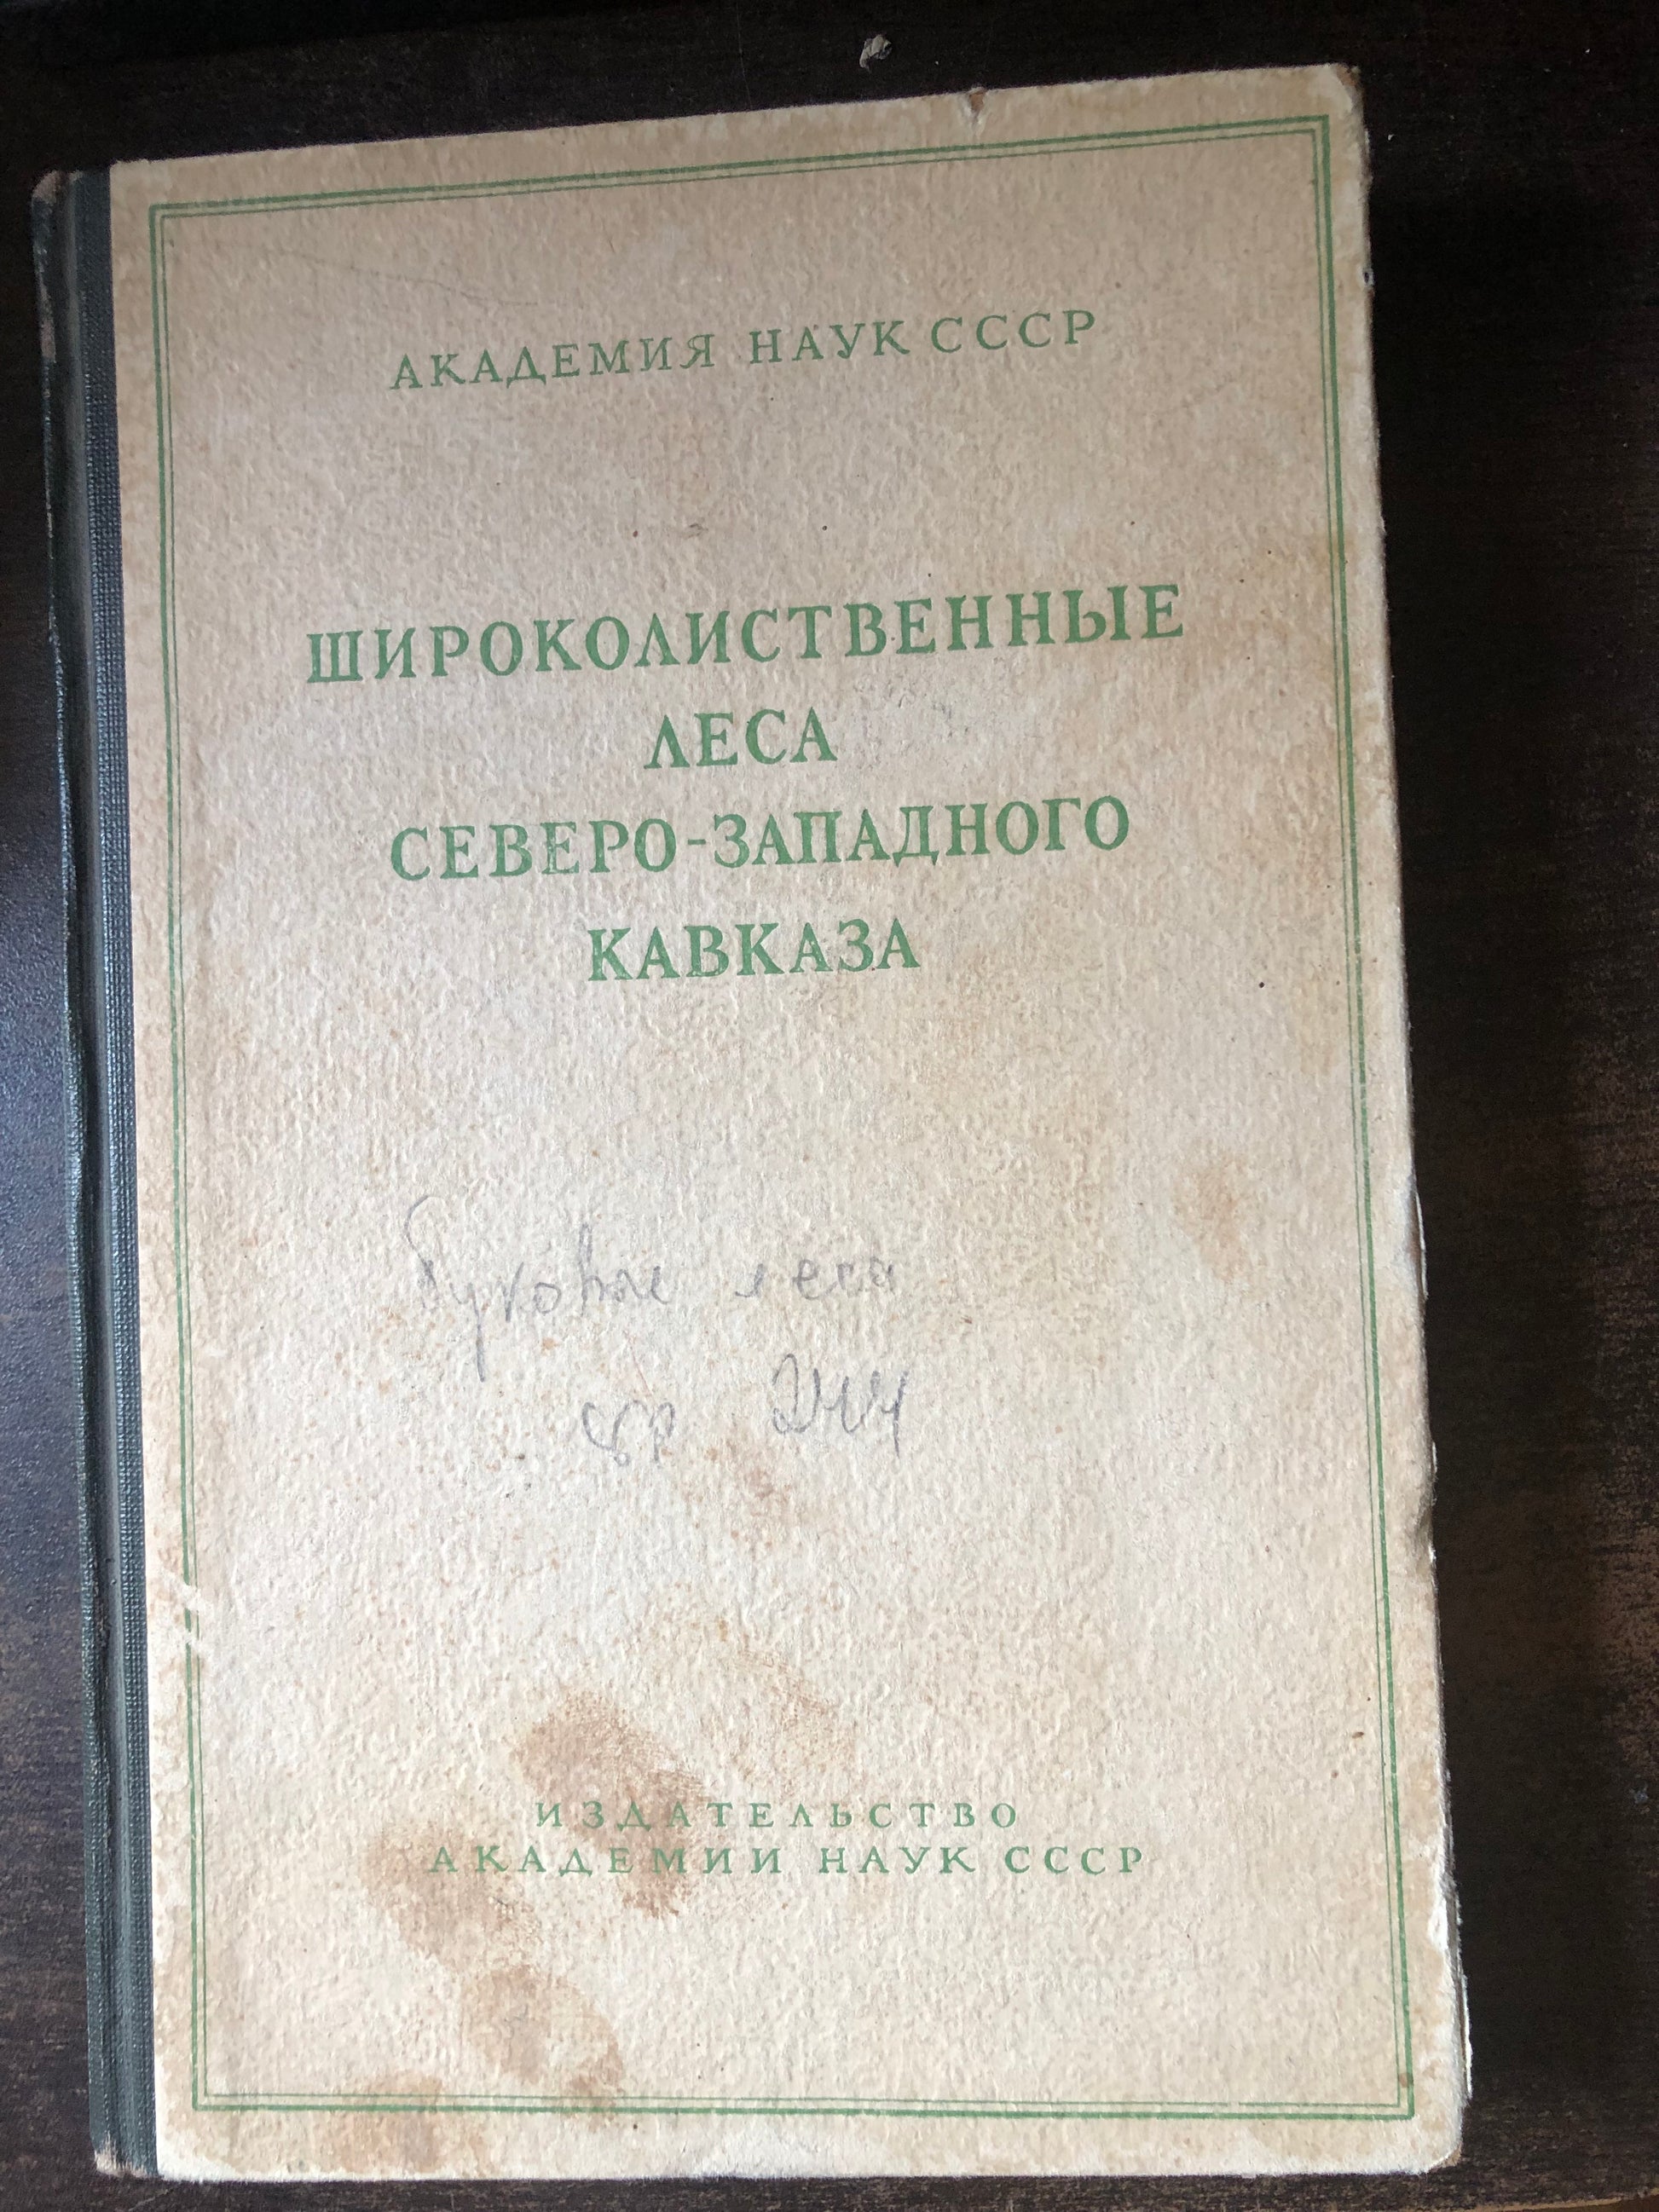 АКАДЕМИЯ НАУК СССР
ШИРОКОЛИСТВЕННЫЕ
ЛЕСА
СЕВЕРО-ЗАПАДНОГО
КАВКАЗА
Буковые леса
ИЗДАТЕЛЬСТВО
АКАДЕМИИ НАУК СССР